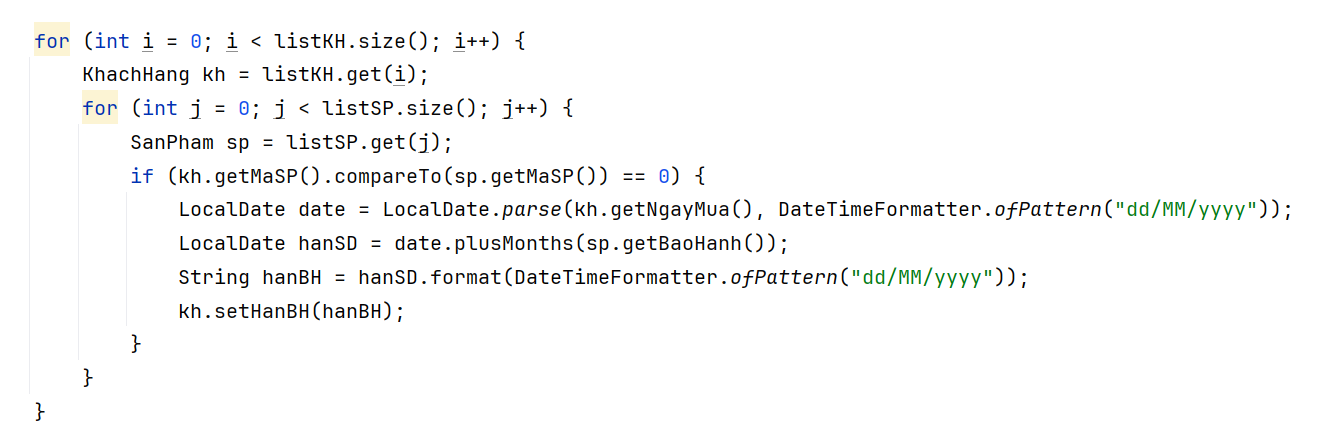 for (int i = 0; i < listKH.size(); i++) {
    KhachHang kh = listKH.get(i);
    for (int j = 0; j < listSP.size(); j++) {
        SanPham sp = listSP.get(j);
        if (kh.getMaSP().compareTo(sp.getMaSP()) == 0) {
            LocalDate date = LocalDate.parse(kh.getNgayMua(), DateTimeFormatter.ofPattern("dd/MM/yyyy"));
            LocalDate hanSD = date.plusMonths(sp.getBaoHanh());
            String hanBH = hanSD.format(DateTimeFormatter.ofPattern("dd/MM/yyyy"));
            kh.setHanBH(hanBH);
        }
    }
}